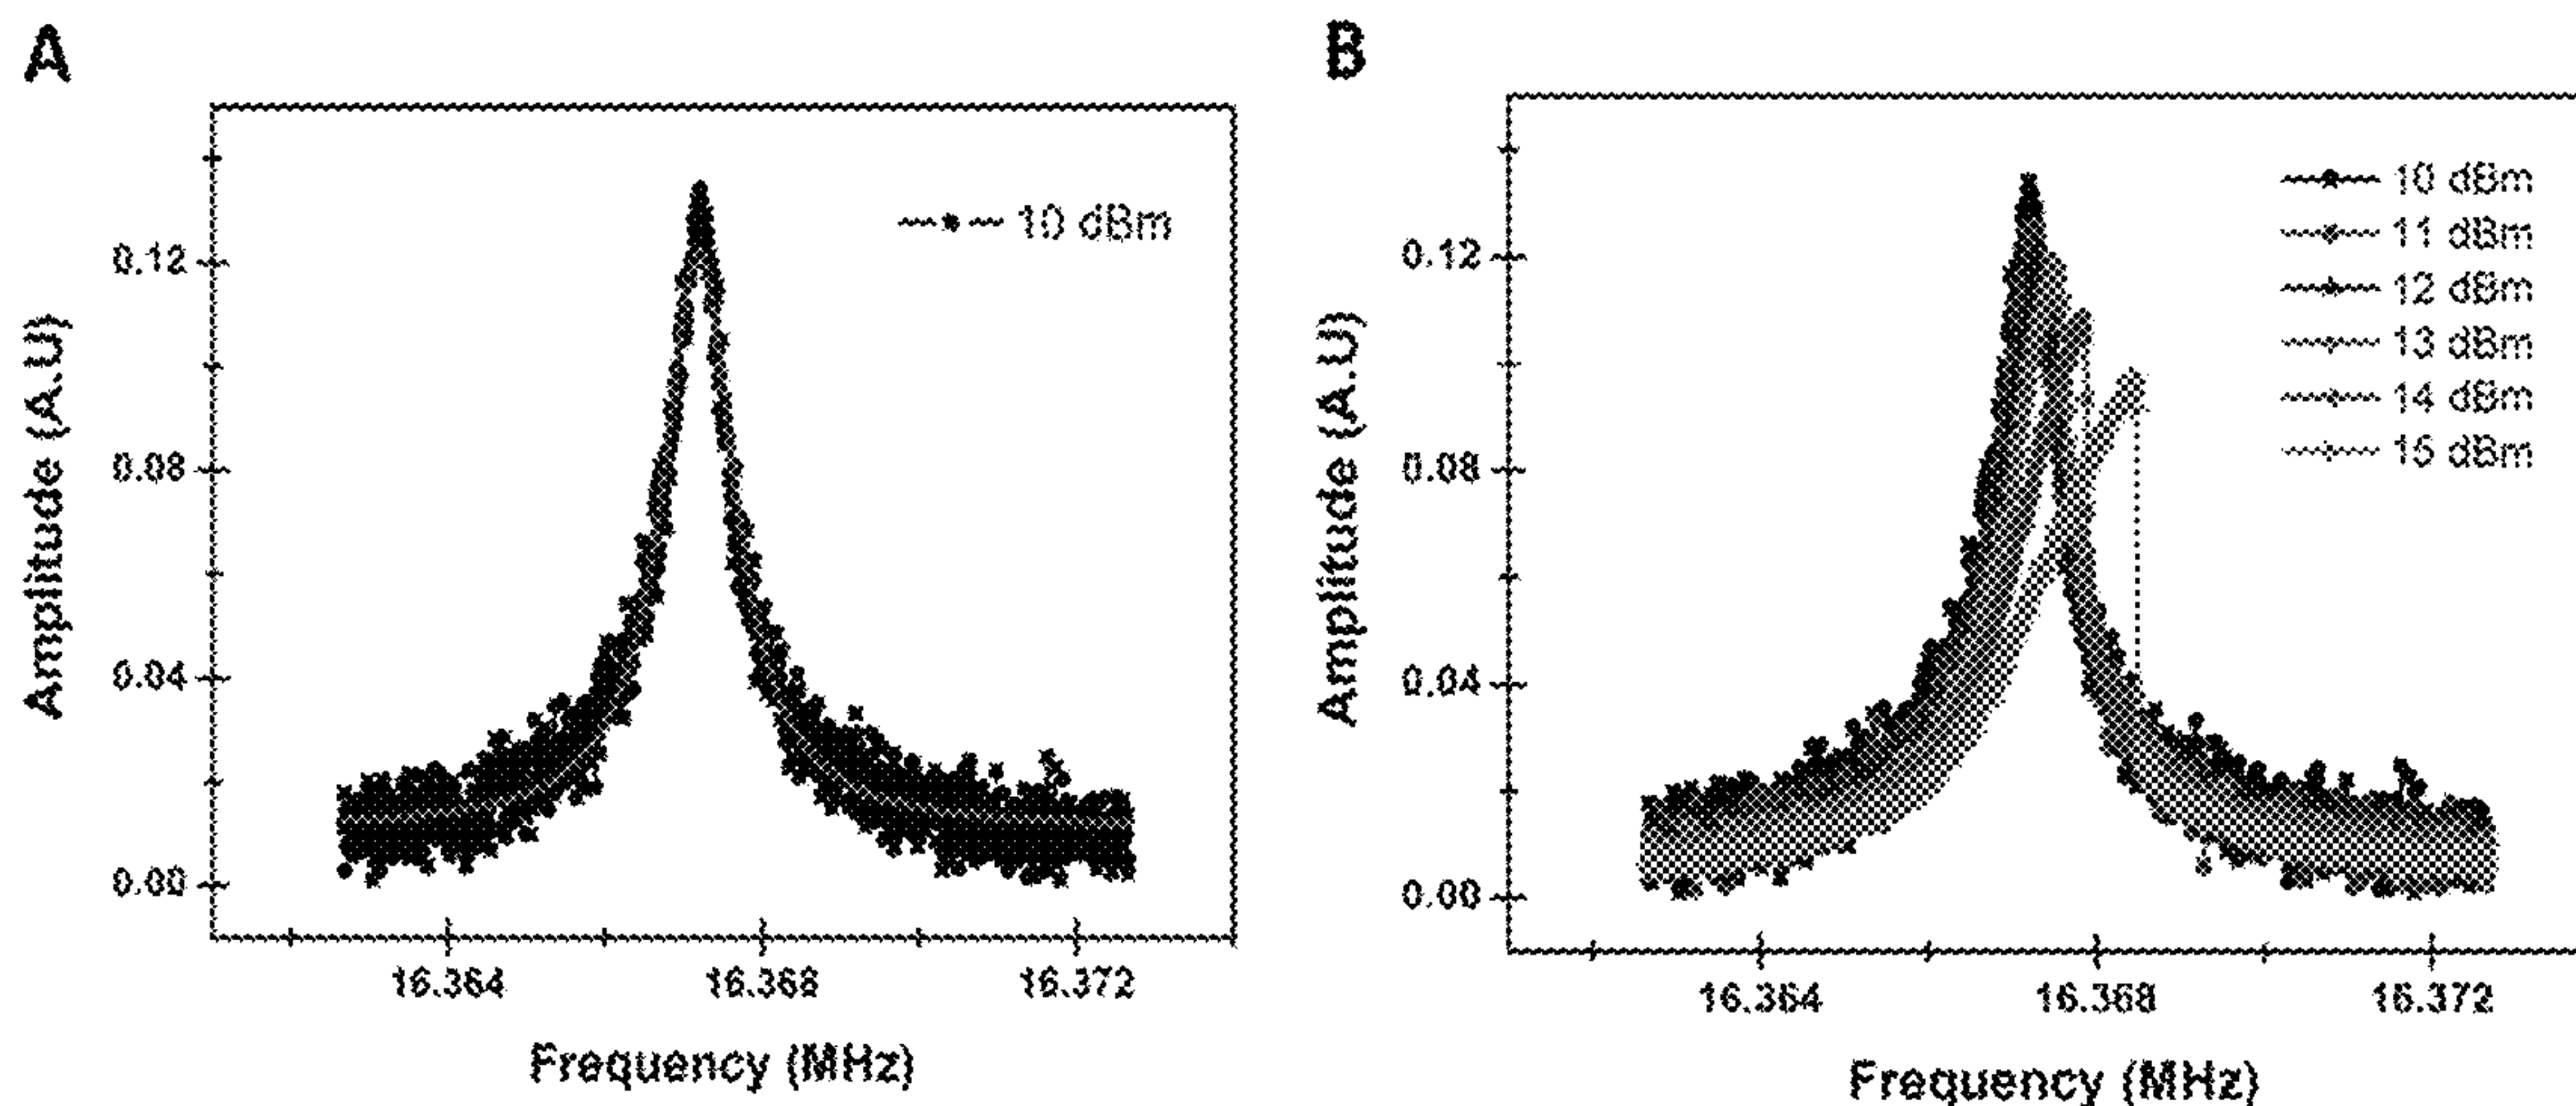 A
Amplitude (A.U)
0.12
0.08
0.04
0.00
10 dBm
16.364
16.368
16.372
Frequency (MHz)
B
Amplitude (A.U)
0.12
0.08
0.04
0.00
10 dBm
11 dBm
12 dBm
13 dBm
14 dBm
15 dBm
16.364
16.368
16.372
Frequency (MHz)